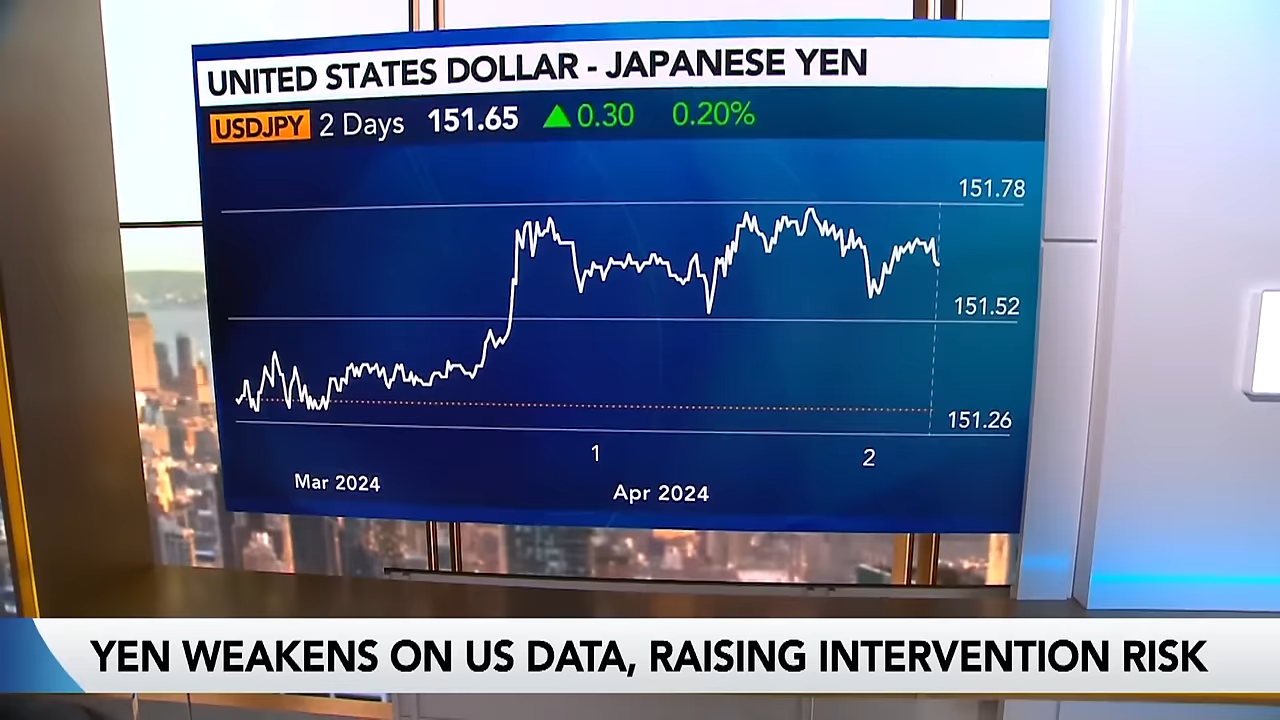 UNITED STATES DOLLAR - JAPANESE YEN
USDJPY 2 Days 151.65 ▲0.30 0.20%
151.78
151.52
151.26
1 2
Mar 2024 Apr 2024
YEN WEAKENS ON US DATA, RAISING INTERVENTION RISK